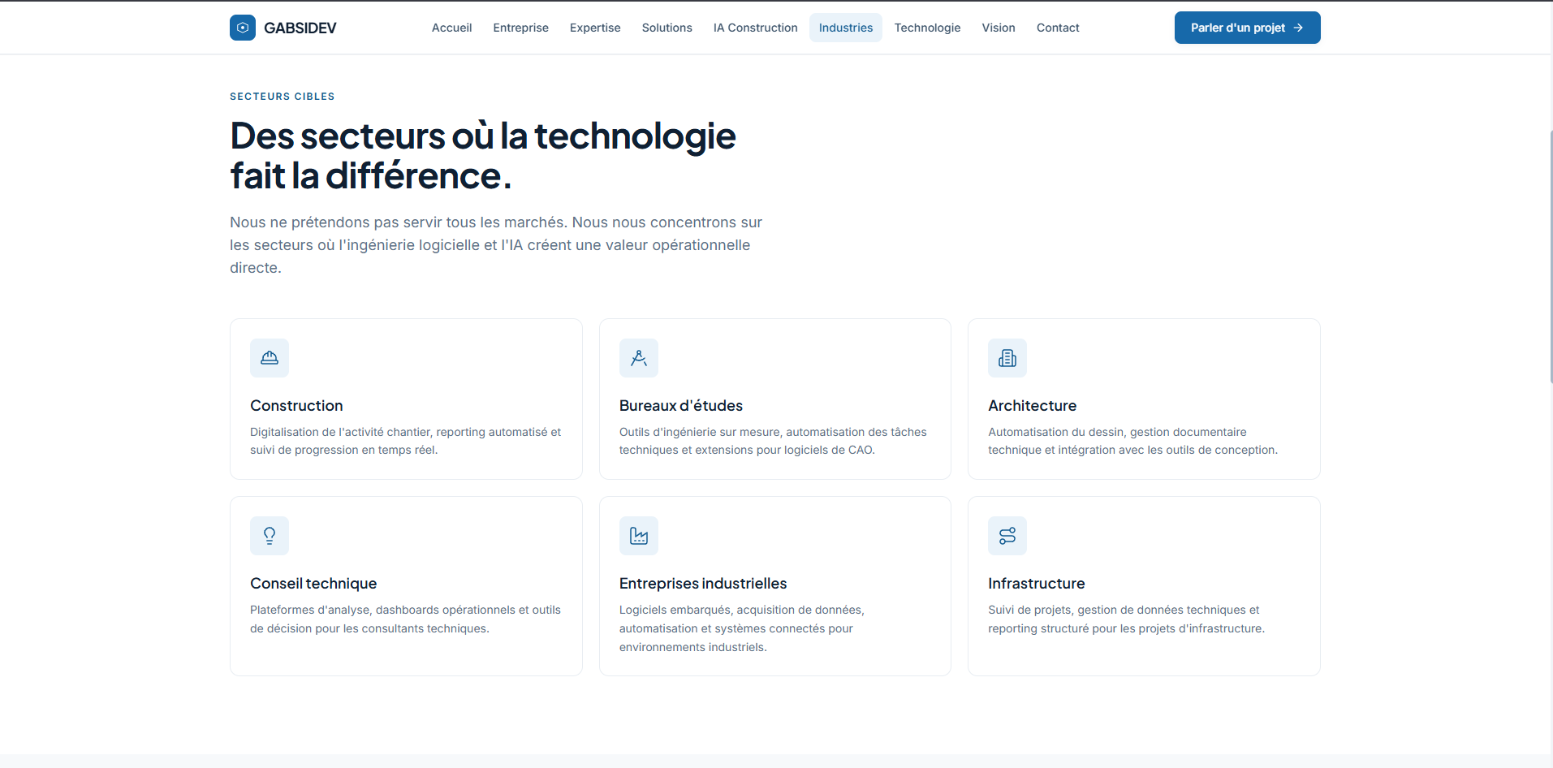 GABSIDEV
Accueil
Entreprise
Expertise
Solutions
IA Construction
Industries
Technologie
Vision
Contact
Parler d'un projet →
SECTEURS CIBLES
Des secteurs où la technologie
fait la différence.
Nous ne prétendons pas servir tous les marchés. Nous nous concentrons sur
les secteurs où l'ingénierie logicielle et l'IA créent une valeur opérationnelle
directe.
Construction
Digitalisation de l'activité chantier, reporting automatisé et
suivi de progression en temps réel.
Bureaux d'études
Outils d'ingénierie sur mesure, automatisation des tâches
techniques et extensions pour logiciels de CAO.
Architecture
Automatisation du dessin, gestion documentaire
technique et intégration avec les outils de conception.
Conseil technique
Plateformes d'analyse, dashboards opérationnels et outils
de décision pour les consultants techniques.
Entreprises industrielles
Logiciels embarqués, acquisition de données,
automatisation et systèmes connectés pour
environnements industriels.
Infrastructure
Suivi de projets, gestion de données techniques et
reporting structuré pour les projets d'infrastructure.